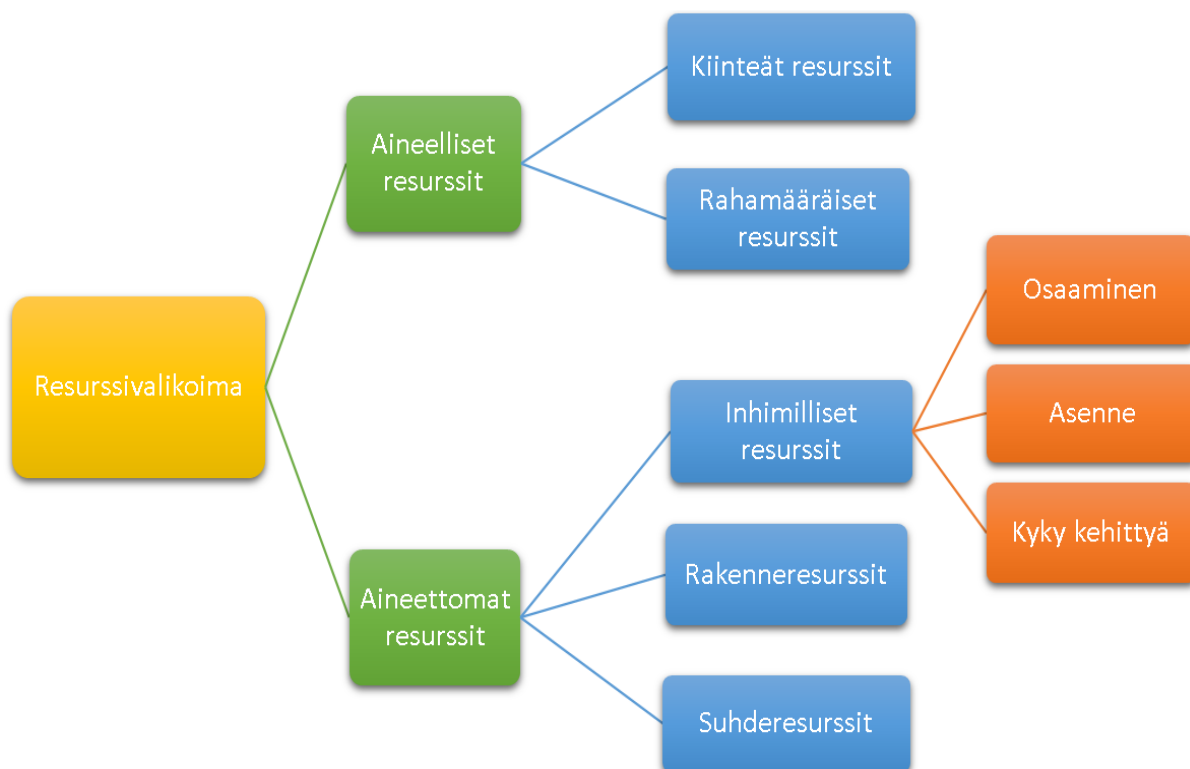 Resurssivalikoima
Aineelliset
resurssit
Kiinteät resurssit
Rahamääräiset
resurssit
Aineettomat
resurssit
Inhimilliset
resurssit
Osaaminen
Asenne
Kyky kehittyä
Rakenneresurssit
Suhderesurssit